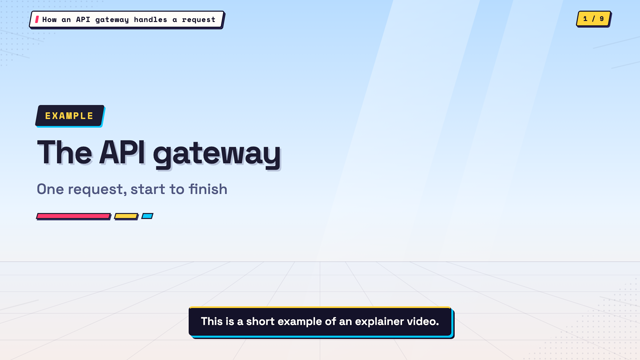 How an API gateway handles a request
1 / 9
EXAMPLE
The API gateway
One request, start to finish
This is a short example of an explainer video.